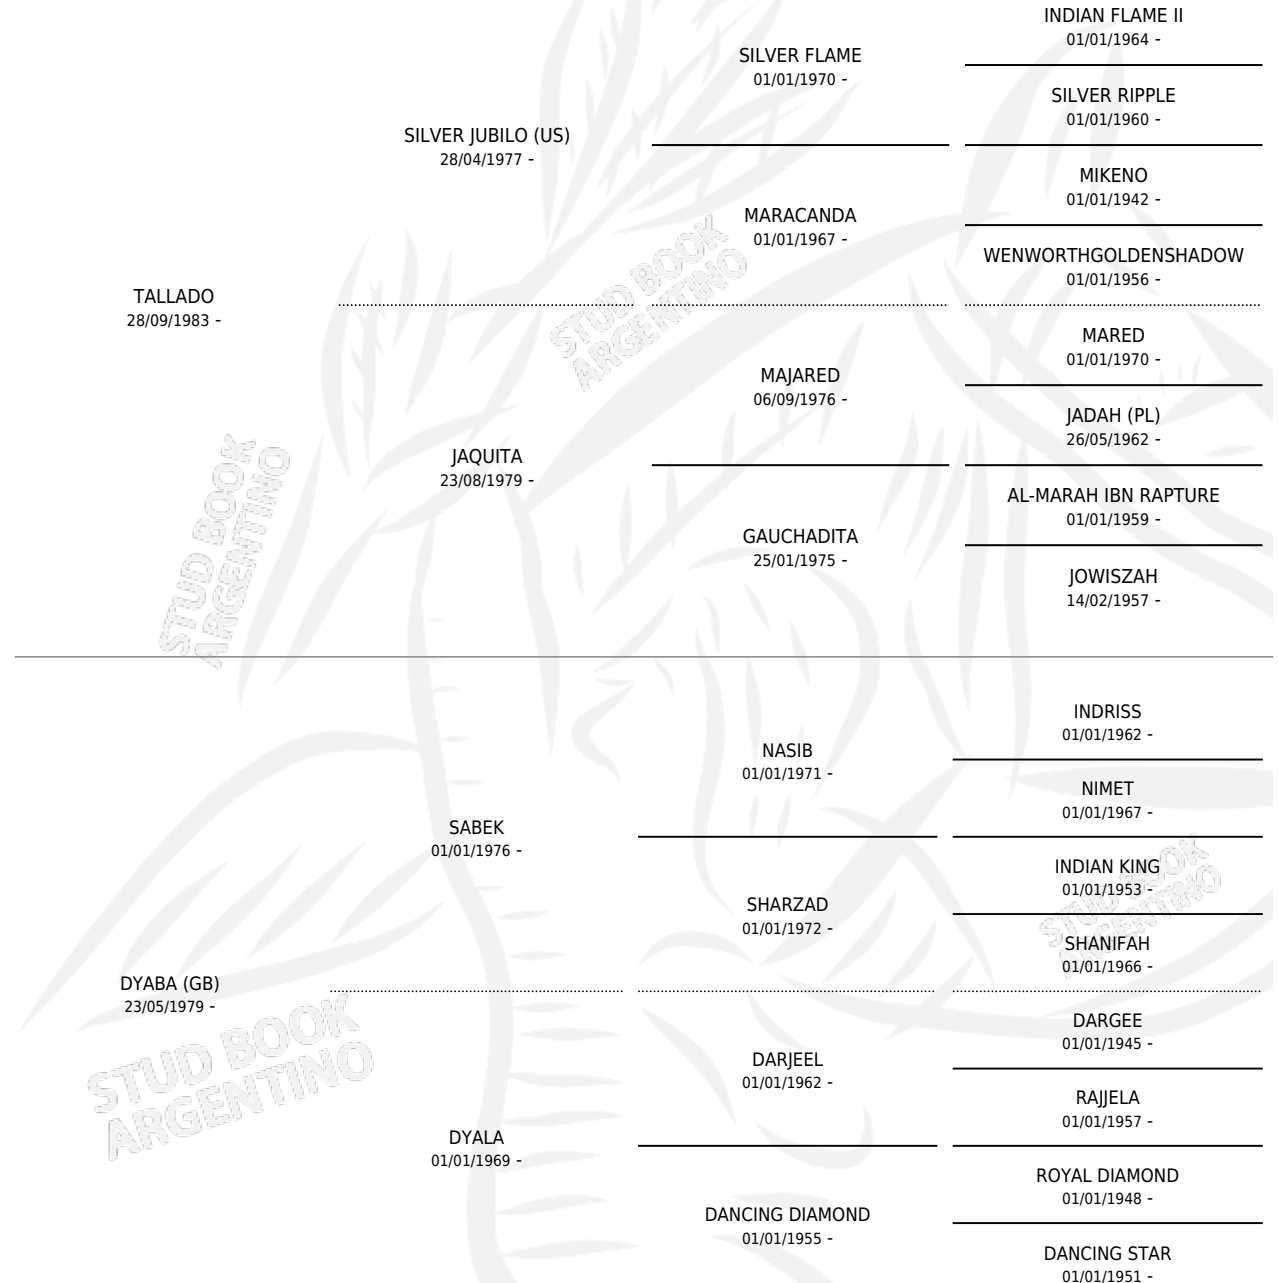 INDIAN FLAME II
01/01/1964 -
SILVER FLAME
01/01/1970 -
SILVER RIPPLE
01/01/1960 -
SILVER JUBILO (US)
28/04/1977 -
MIKENO
01/01/1942 -
MARACANDA
01/01/1967 -
WENWORTHGOLDENSHADOW
01/01/1956 -
TALLADO
28/09/1983 -
MARED
01/01/1970 -
MAJARED
06/09/1976 -
JADAH (PL)
26/05/1962 -
JAQUITA
23/08/1979 -
AL-MARAH IBN RAPTURE
01/01/1959 -
GAUCHADITA
25/01/1975 -
JOWISZAH
14/02/1957 -
INDRISS
01/01/1962 -
NASIB
01/01/1971 -
NIMET
01/01/1967 -
SABEK
01/01/1976 -
INDIAN KING
01/01/1953 -
SHARZAD
01/01/1972 -
SHANIFAH
01/01/1966 -
DYABA (GB)
23/05/1979 -
DARGEE
01/01/1945 -
DARJEEL
01/01/1962 -
RAJJELA
01/01/1957 -
DYALA
01/01/1969 -
ROYAL DIAMOND
01/01/1948 -
DANCING DIAMOND
01/01/1955 -
DANCING STAR
01/01/1951 -
STUD BOOK
ARGENTINO
STUD BOOK
ARGENTINO
STUD BOOK
ARGENTINO
STUD BOOK
ARGENTINO